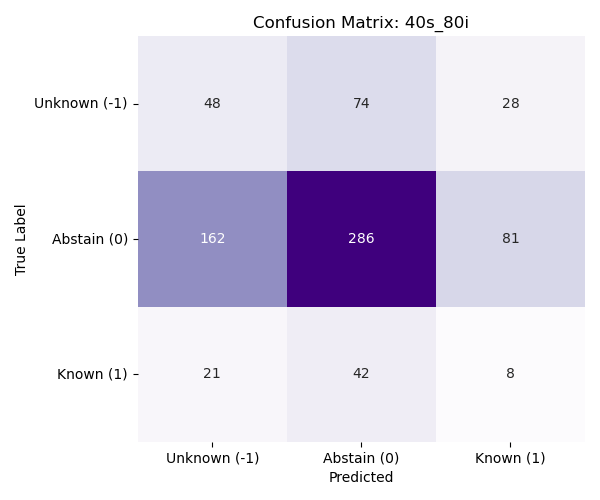 Confusion Matrix: 40s_80i
True Label
Unknown (-1)
48 74 28
Abstain (0)
162 286 81
Known (1)
21 42 8
Unknown (-1) Abstain (0) Known (1)
Predicted